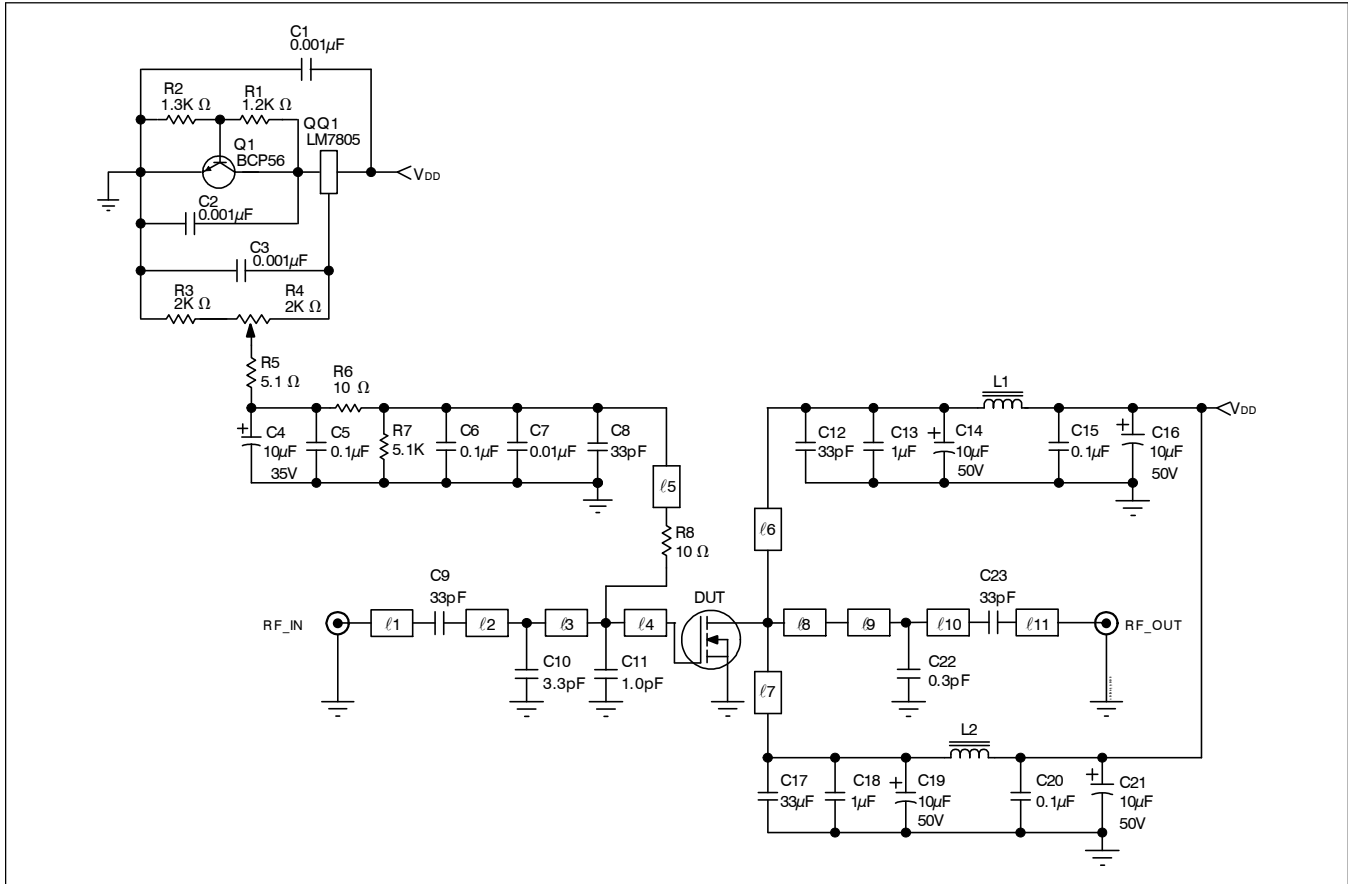 C1
0.001µF
R2
1.3K Ω
R1
1.2K Ω
QQ1
LM7805
Q1
BCP56
VDD
C2
0.001µF
C3
0.001µF
R3
2K Ω
R4
2K Ω
R5
5.1 Ω
R6
10 Ω
C4
10µF
35V
C5
0.1µF
R7
5.1K
C6
0.1µF
C7
0.01µF
C8
33pF
ℓ5
R8
10 Ω
L1
VDD
C12
33pF
C13
1µF
C14
10µF
50V
C15
0.1µF
C16
10µF
50V
ℓ6
RF_IN
ℓ1
C9
33pF
ℓ2
ℓ3
ℓ4
C10
3.3pF
C11
1.0pF
DUT
ℓ8
ℓ9
ℓ10
C23
33pF
ℓ11
RF_OUT
C22
0.3pF
ℓ7
L2
C17
33µF
C18
1µF
C19
10µF
50V
C20
0.1µF
C21
10µF
50V